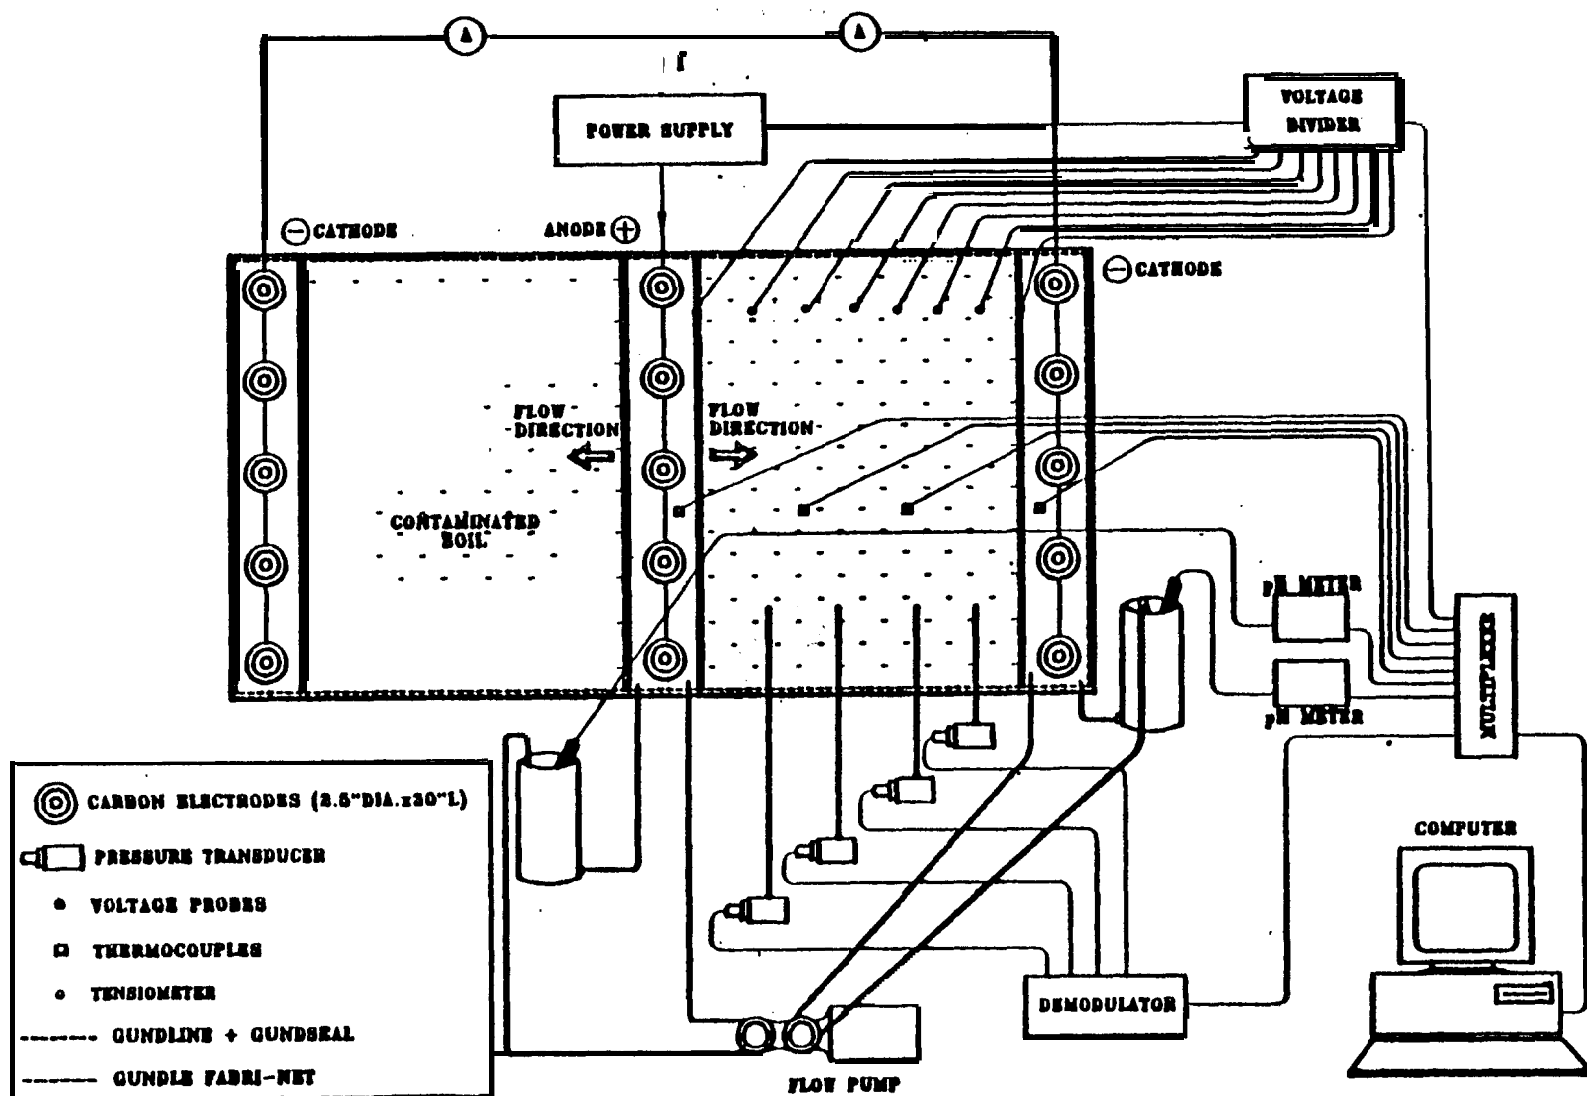 A
A
I
POWER SUPPLY
VOLTAGE
DIVIDER
− CATHODE
ANODE +
− CATHODE
FLOW
DIRECTION
FLOW
DIRECTION
CONTAMINATED
SOIL
pH METER
pH METER
MULTIPLEXER
COMPUTER
DEMODULATOR
FLOW PUMP
CARBON ELECTRODES (2.5"DIA.x30"L)
PRESSURE TRANSDUCER
VOLTAGE PROBES
THERMOCOUPLES
TENSIOMETER
GUNDLINE + GUNDSEAL
GUNDLE FABRI-NET